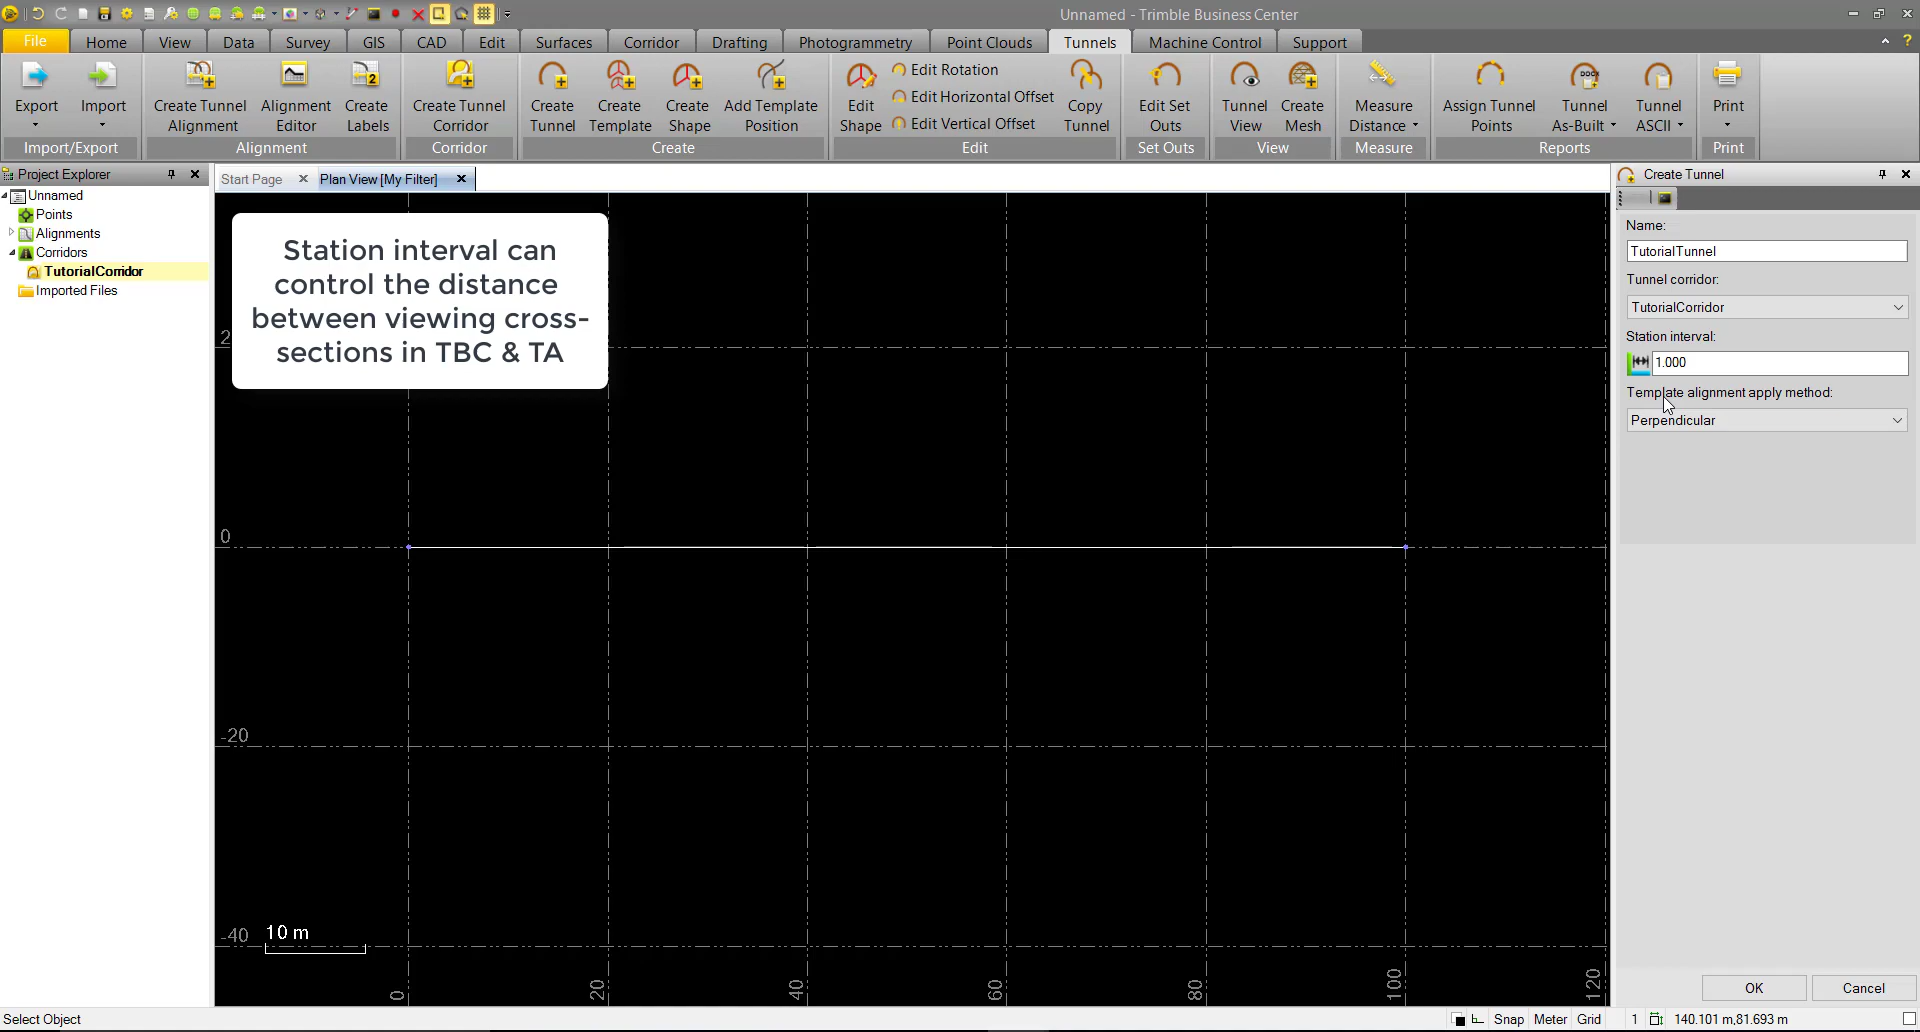 Unnamed - Trimble Business Center
File Home View Data Survey GIS CAD Edit Surfaces Corridor Drafting Photogrammetry Point Clouds Tunnels Machine Control Support
Export
Import
Create Tunnel
Alignment
Alignment
Editor
Create
Labels
Create Tunnel
Corridor
Create
Tunnel
Create
Template
Create
Shape
Add Template
Position
Edit
Shape
Edit Rotation
Edit Horizontal Offset
Edit Vertical Offset
Copy
Tunnel
Edit Set
Outs
Tunnel
View
Create
Mesh
Measure
Distance
Assign Tunnel
Points
DOCX
Tunnel
As-Built
Tunnel
ASCII
Print
Import/Export Alignment Corridor Create Edit Set Outs View Measure Reports Print
Project Explorer
Unnamed
Points
Alignments
Corridors
TutorialCorridor
Imported Files
Start Page
Plan View [My Filter]
Station interval can
control the distance
between viewing cross-
sections in TBC & TA
2
0
-20
-40
10 m
0 20 40 60 80 100 120
Create Tunnel
Name:
TutorialTunnel
Tunnel corridor:
TutorialCorridor
Station interval:
1.000
Template alignment apply method:
Perpendicular
OK
Cancel
Select Object
Snap Meter Grid 1 140.101 m,81.693 m